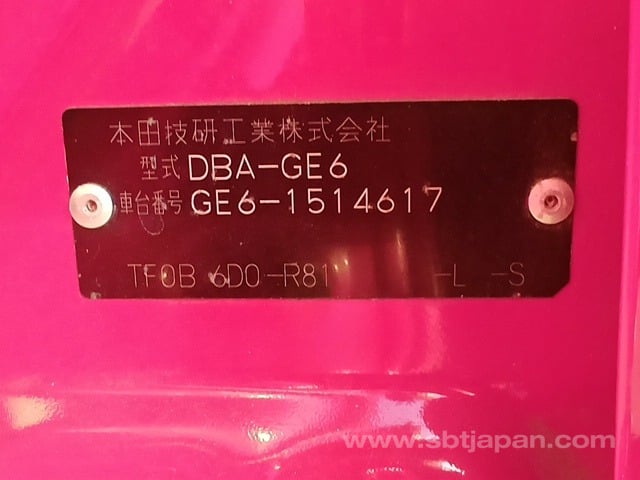 本田技研工業株式会社
型式 DBA-GE6
車台番号 GE6-1514617
TF0B 6D0-R81 -L -S
www.sbtjapan.com